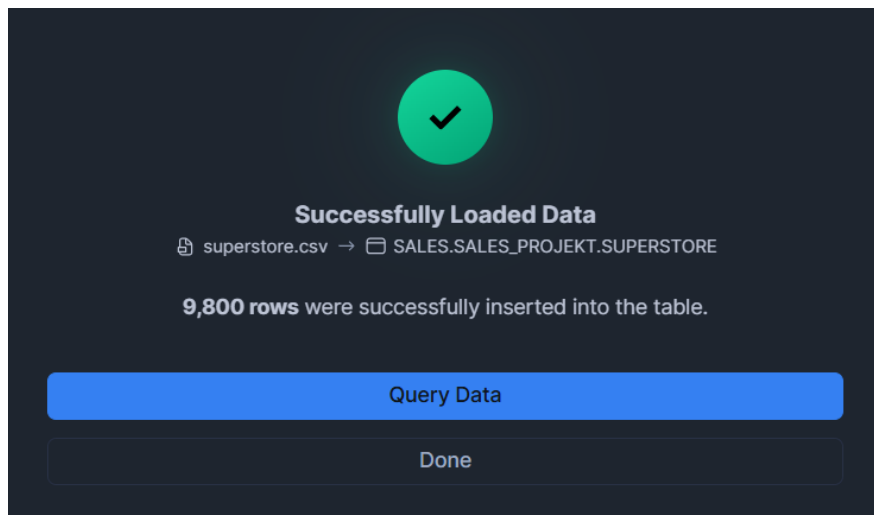 Successfully Loaded Data
superstore.csv → SALES.SALES_PROJEKT.SUPERSTORE
9,800 rows were successfully inserted into the table.
Query Data
Done